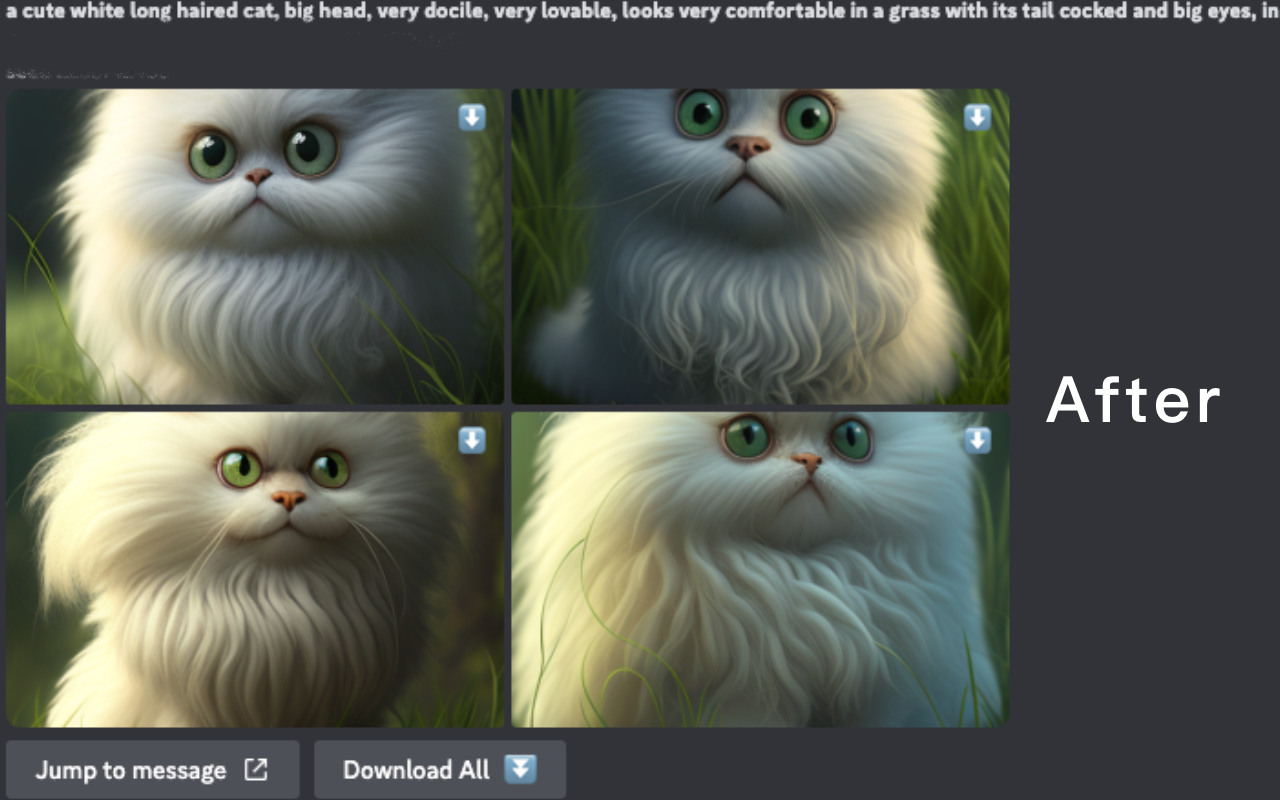 a cute white long haired cat, big head, very docile, very lovable, looks very comfortable in a grass with its tail cocked and big eyes, in
After
Jump to message
Download All